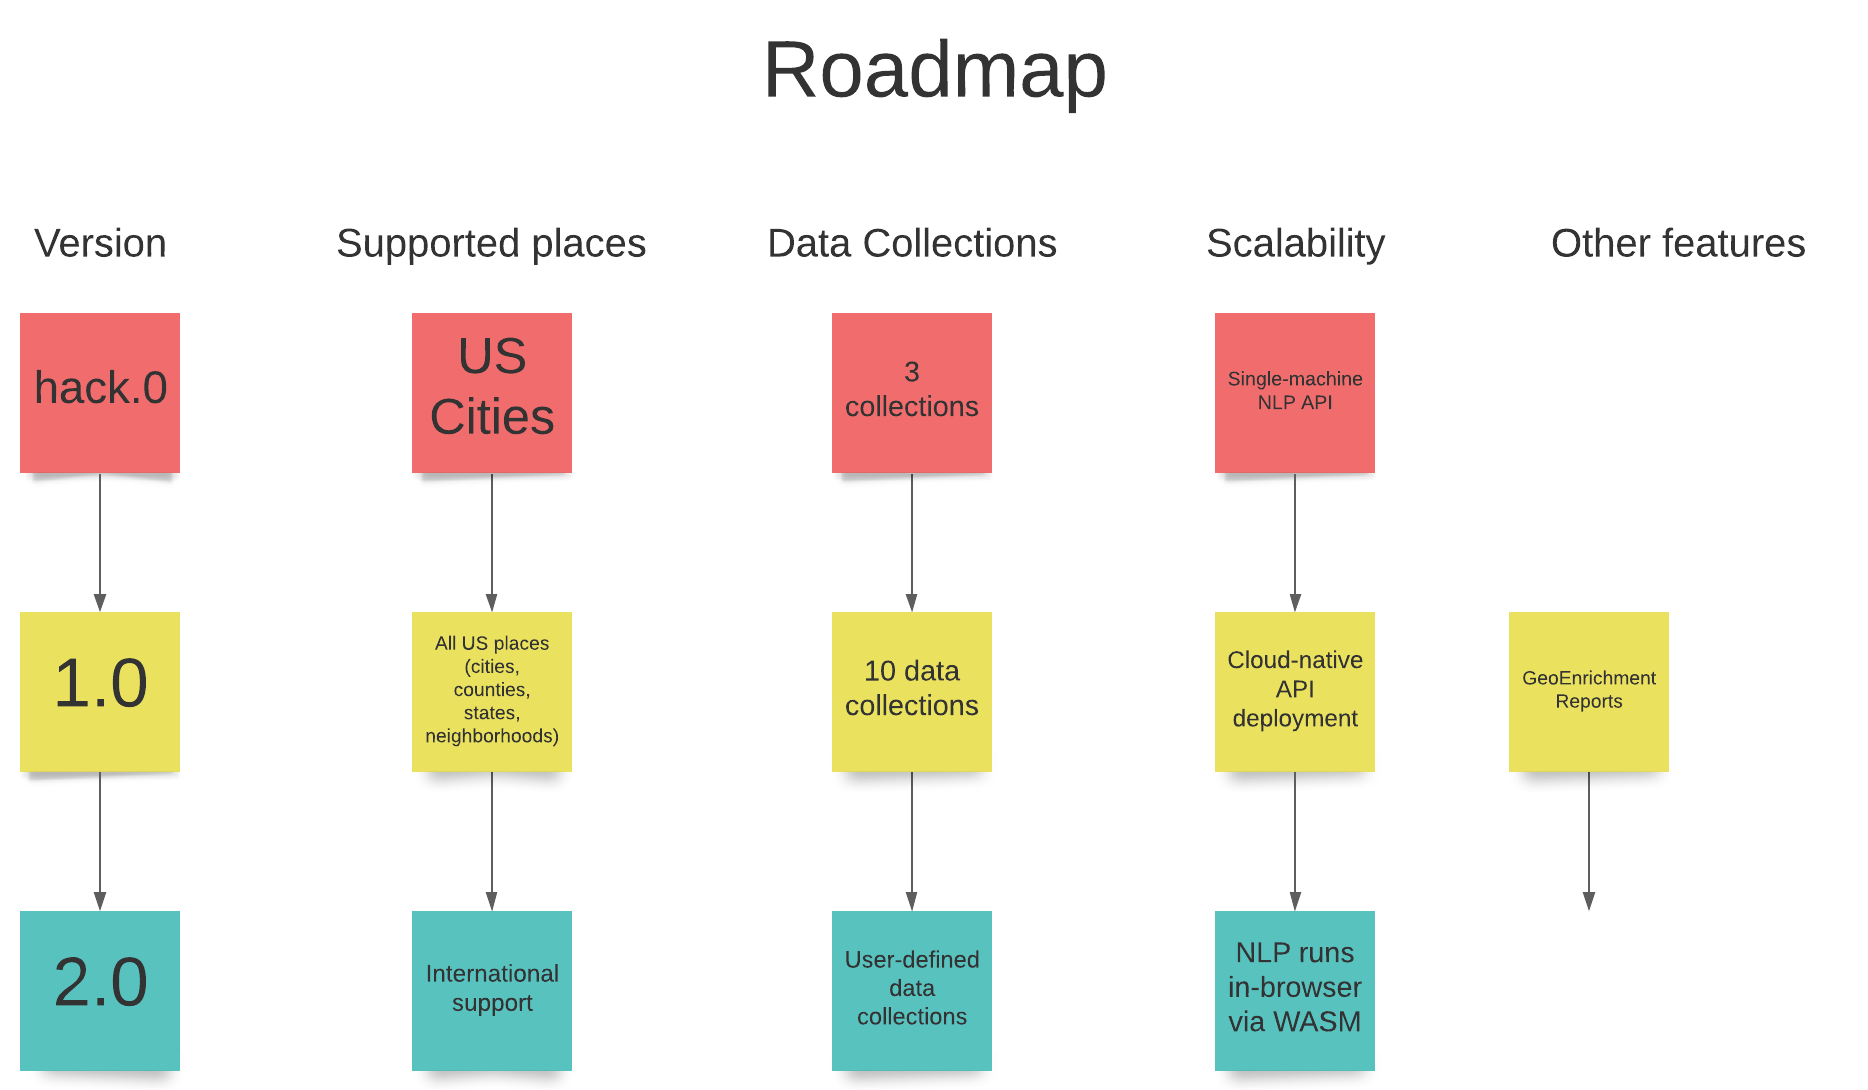 Roadmap
Version
Supported places
Data Collections
Scalability
Other features
hack.0
US
Cities
3
collections
Single-machine
NLP API
1.0
All US places
(cities,
counties,
states,
neighborhoods)
10 data
collections
Cloud-native
API
deployment
GeoEnrichment
Reports
2.0
International
support
User-defined
data
collections
NLP runs
in-browser
via WASM